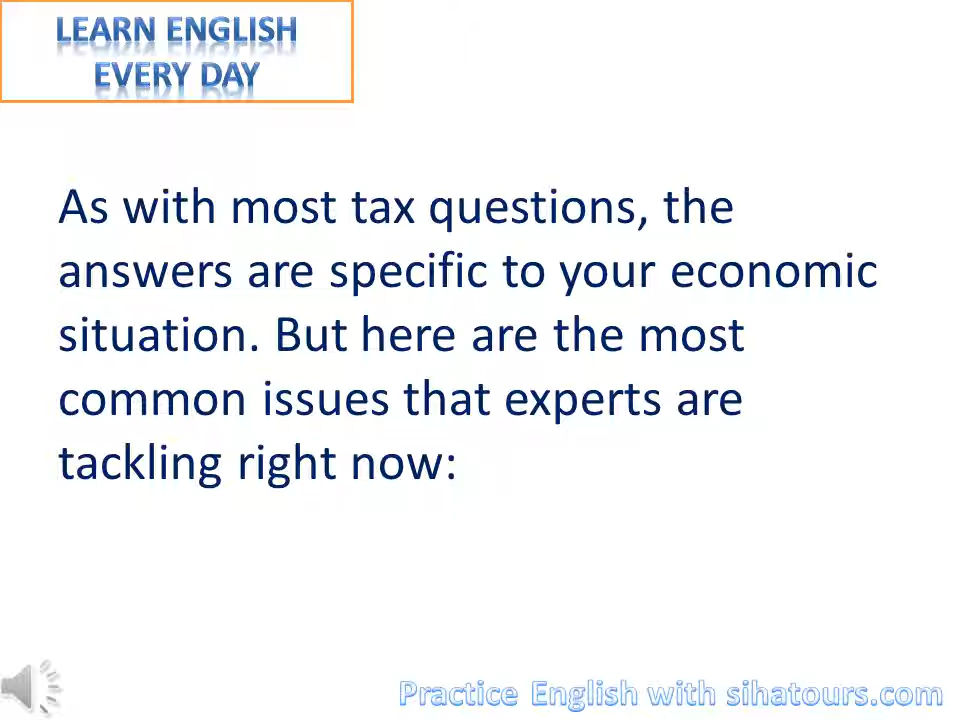 LEARN ENGLISH
EVERY DAY
As with most tax questions, the
answers are specific to your economic
situation. But here are the most
common issues that experts are
tackling right now:
Practice English with sihatours.com